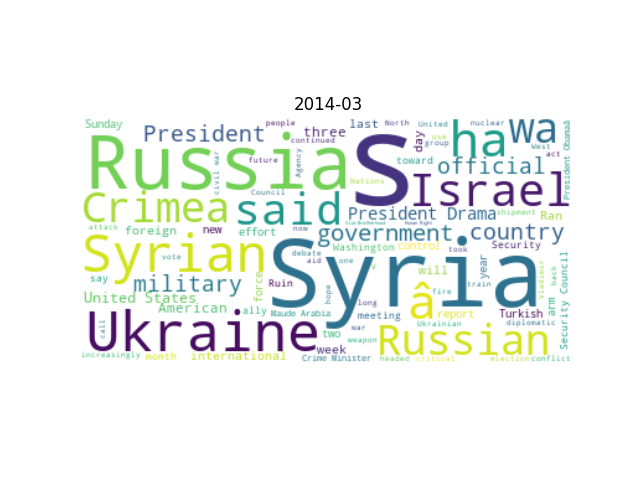 2014-03
Sunday
President
people
three
continued
last
North
United
nuclear
day
group
use
ha
wa
West
act
President Obamaâ
Russia
S
civil war
future
Agency
toward
official
Israel
Nations
Council
Crimea
said
President Drama
shipment
Ran
attack
foreign
new
effort
government
now
Human Right
country
Syrian
vote
debate
aid
one
Washington
control
took
Security
say
military
force
Ruin
Syria
will
year
Vladimir
fire
train
back
hope
United States
American
ally
Maude Arabia
long
meeting
â
report
Turkish
arm
Security Council
Ukraine
call
two
war
weapon
Ukrainian
diplomatic
Russian
increasingly
month
international
week
Crime Minister
headed
critical
election
conflict